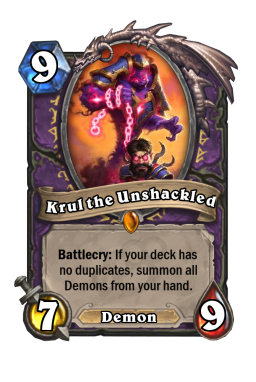 9
Krul the Unshackled
Battlecry: If your deck has
no duplicates, summon all
Demons from your hand.
7
Demon
9